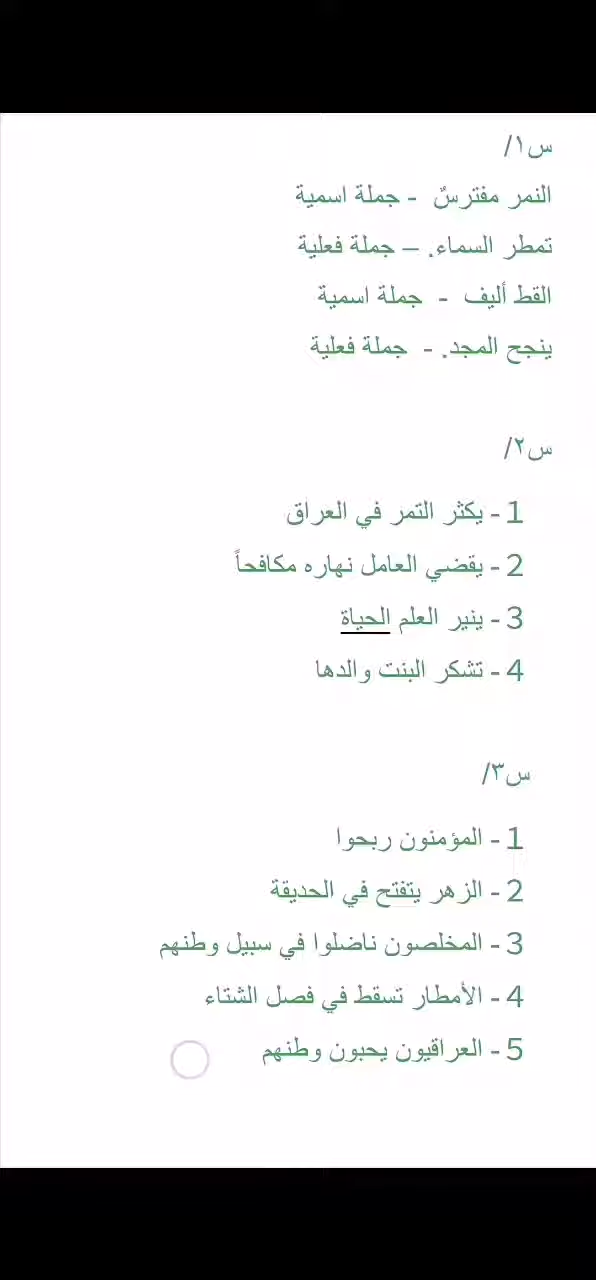 س١/
النمر مفترسٌ - جملة اسمية
تمطر السماء. – جملة فعلية
القط أليف - جملة اسمية
ينجح المجد. - جملة فعلية
س٢/
1- يكثر التمر في العراق
2- يقضي العامل نهاره مكافحاً
3- ينير العلم الحياة
4- تشكر البنت والدها
س٣/
1- المؤمنون ربحوا
2- الزهر يتفتح في الحديقة
3- المخلصون ناضلوا في سبيل وطنهم
4- الأمطار تسقط في فصل الشتاء
5- العراقيون يحبون وطنهم